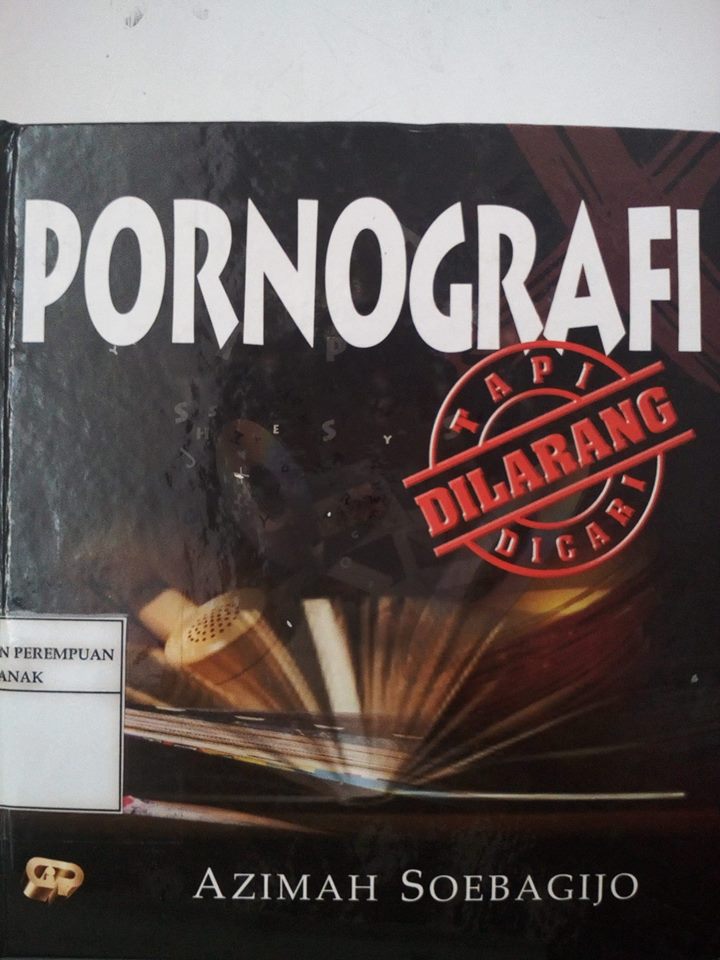 PORNOGRAFI
TAPI
DILARANG
DICARI
N PEREMPUAN
ANAK
AZIMAH SOEBAGIJO